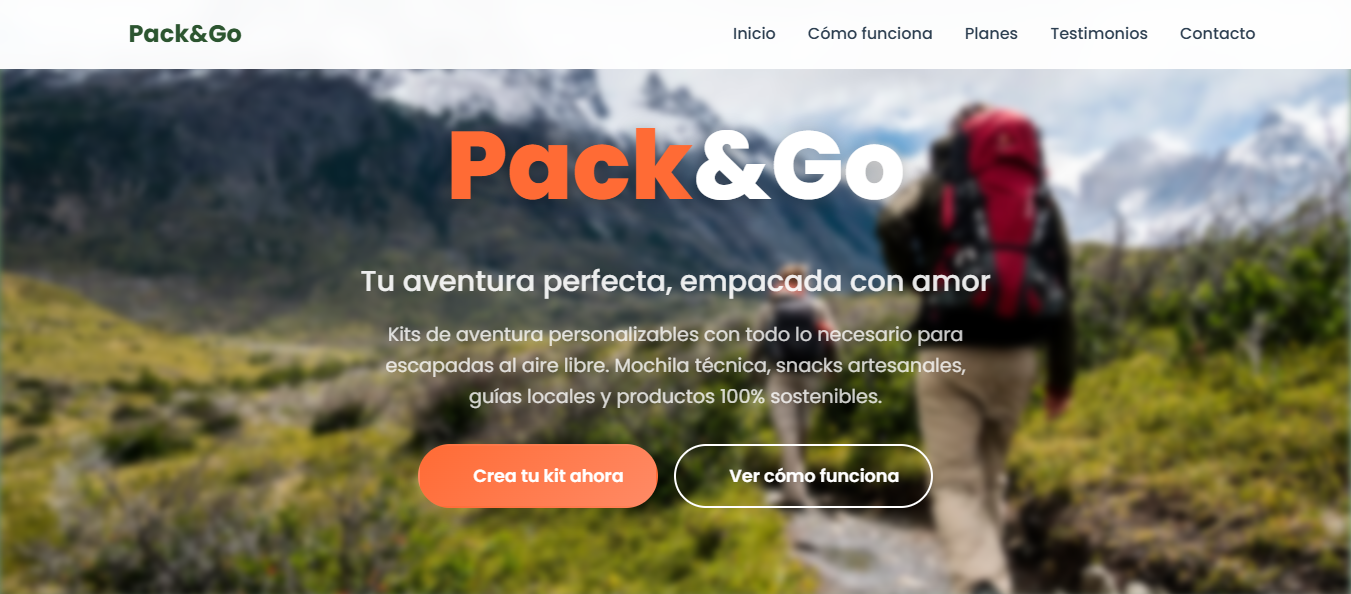 Pack&Go
Inicio
Cómo funciona
Planes
Testimonios
Contacto
Pack&Go
Tu aventura perfecta, empacada con amor
Kits de aventura personalizables con todo lo necesario para
escapadas al aire libre. Mochila técnica, snacks artesanales,
guías locales y productos 100% sostenibles.
Crea tu kit ahora
Ver cómo funciona